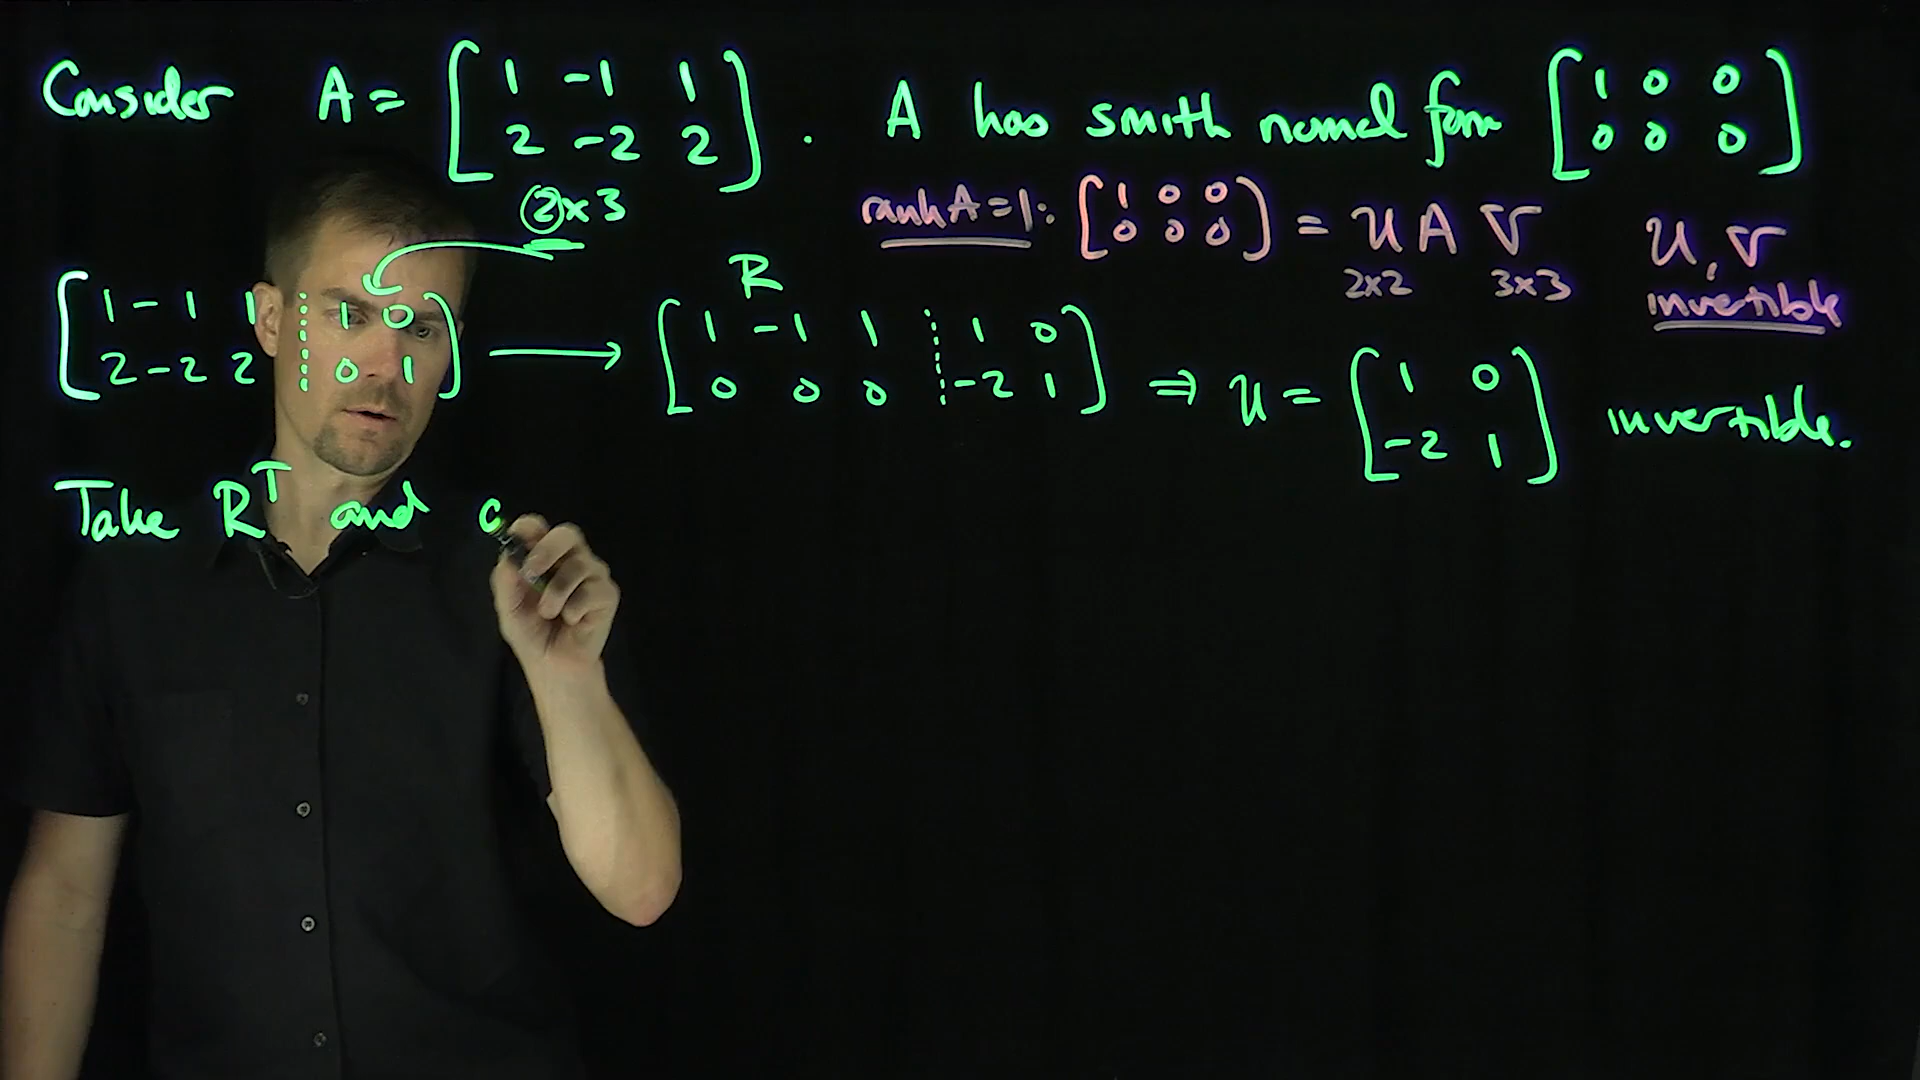 Consider A = [ 1 -1 1 . A has smith normal form [ 1 0 0
2 -2 2 ] 0 0 0 ]
②x3
rank A = 1: [ 1 0 0 = U A V U, V
0 0 0 ] 2x2 3x3 invertible
R
[ 1 -1 1 ⋮ 1 0 → [ 1 -1 1 ⋮ 1 0
2 -2 2 ⋮ 0 1 ] 0 0 0 ⋮ -2 1 ] ⇒ U = [ 1 0 invertible.
-2 1 ]
Take R^T and